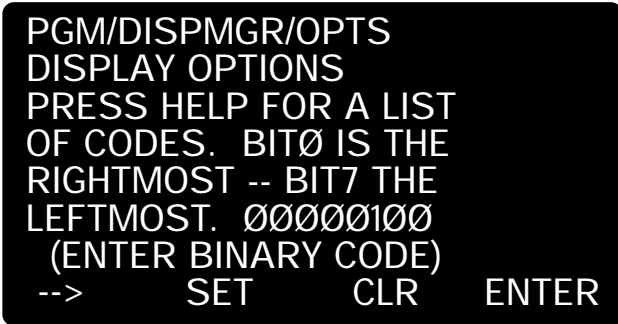 PGM/DISPMGR/OPTS
DISPLAY OPTIONS
PRESS HELP FOR A LIST
OF CODES. BITØ IS THE
RIGHTMOST -- BIT7 THE
LEFTMOST. ØØØØØ1ØØ
(ENTER BINARY CODE)
--> SET CLR ENTER